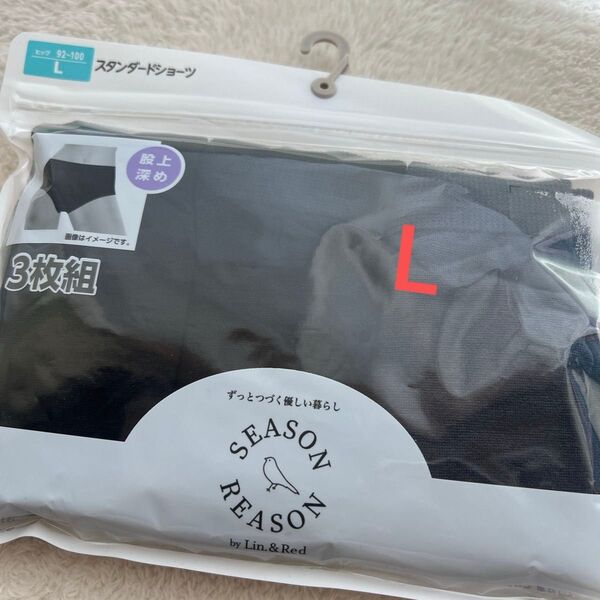 ヒップ 92~100
L
スタンダードショーツ
股上
深め
画像はイメージです。
3枚組
L
ずっとつづく優しい暮らし
SEASON
REASON
by Lin.&Red